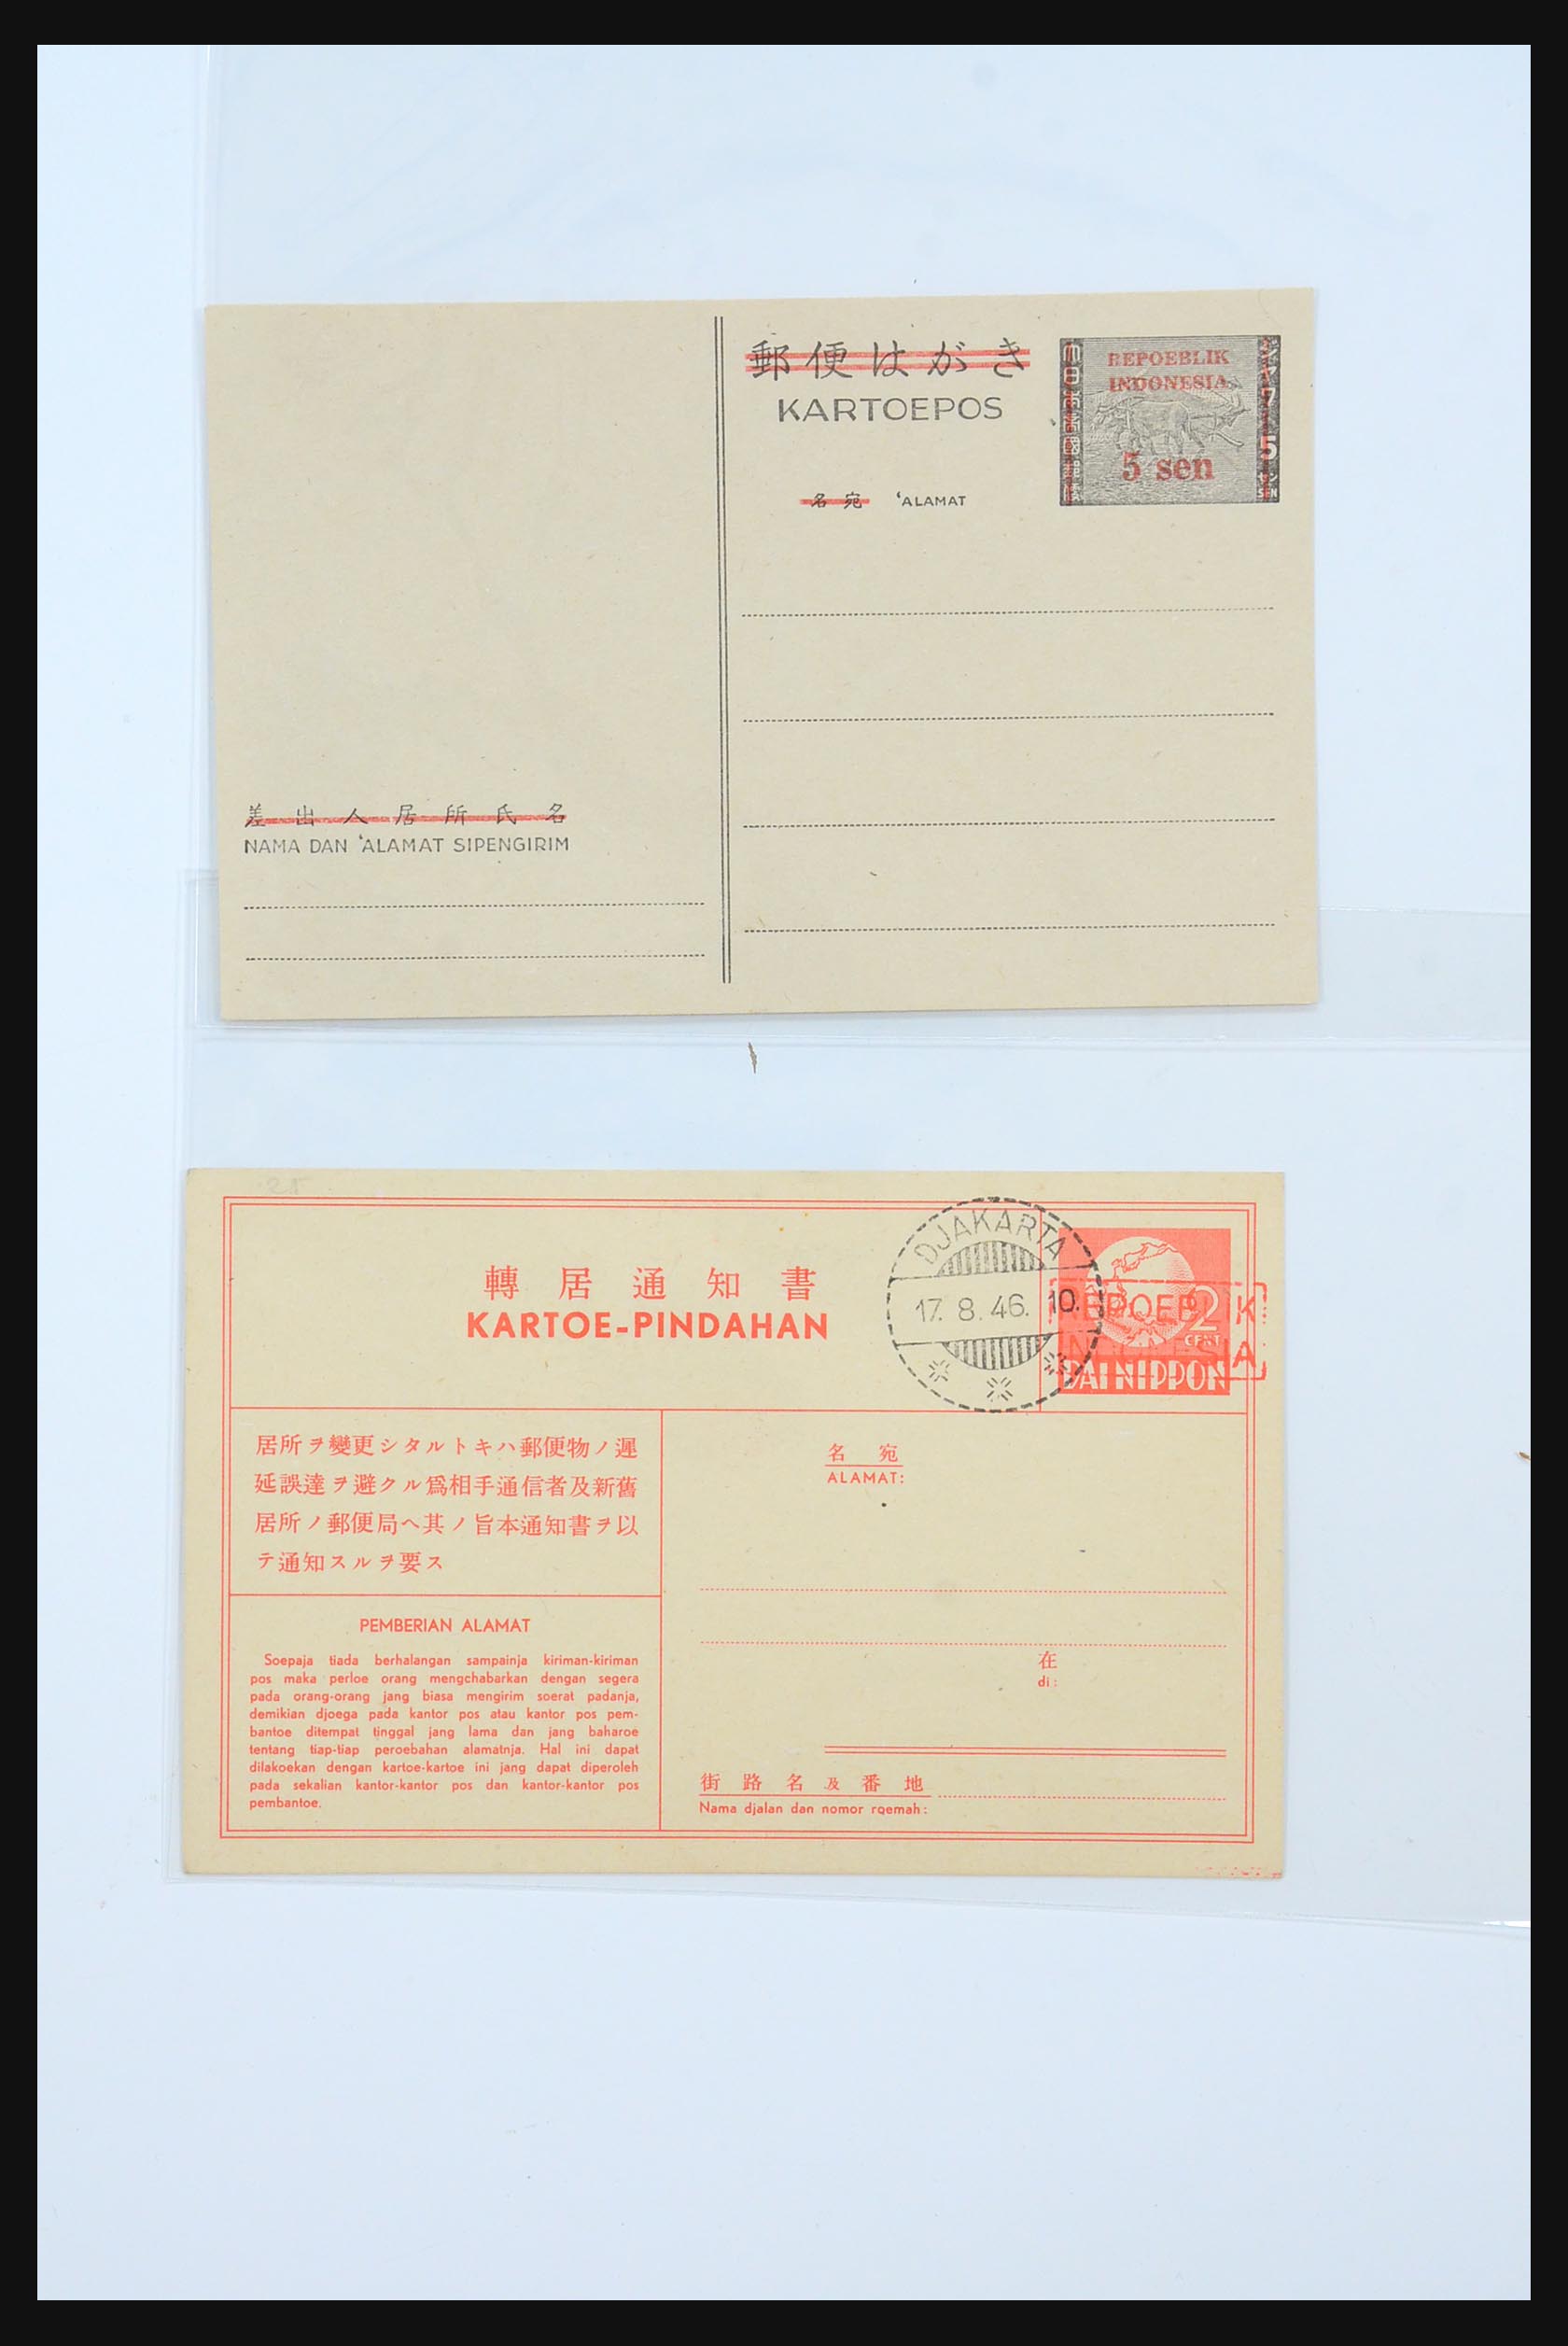 郵便はがき
KARTOEPOS
REPOEBLIK
INDONESIA
5 sen
5
SEN
名宛 ‘ALAMAT
差出人居所氏名
NAMA DAN ‘ALAMAT SIPENGIRIM
轉居通知書
KARTOE-PINDAHAN
DJAKARTA
17. 8. 46. 10.
2
CENT
DAI NIPPON
居所ヲ變更シタルトキハ郵便物ノ遲
延誤達ヲ避クル爲相手通信者及新舊
居所ノ郵便局ヘ其ノ旨本通知書ヲ以
テ通知スルヲ要ス
PEMBERIAN ALAMAT
Soepaja tiada berhalangan sampainja kiriman-kiriman
pos maka perloe orang mengchabarkan dengan segera
pada orang-orang jang biasa mengirim soerat padanja,
demikian djoega pada kantor pos atau kantor pos pem-
bantoe ditempat tinggal jang lama dan jang baharoe
tentang tiap-tiap peroebahan alamatnja. Hal ini dapat
dilakoekan dengan kartoe-kartoe ini jang dapat diperoleh
pada sekalian kantor-kantor pos dan kantor-kantor pos
pembantoe.
名宛
ALAMAT:
在
di:
街路名及番地
Nama djalan dan nomor roemah: